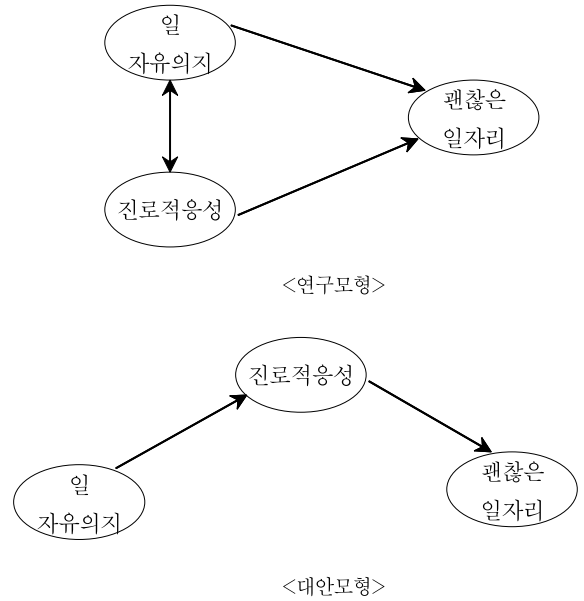 일
자유의지
괜찮은
일자리
진로적응성
<연구모형>
진로적응성
일
자유의지
괜찮은
일자리
<대안모형>